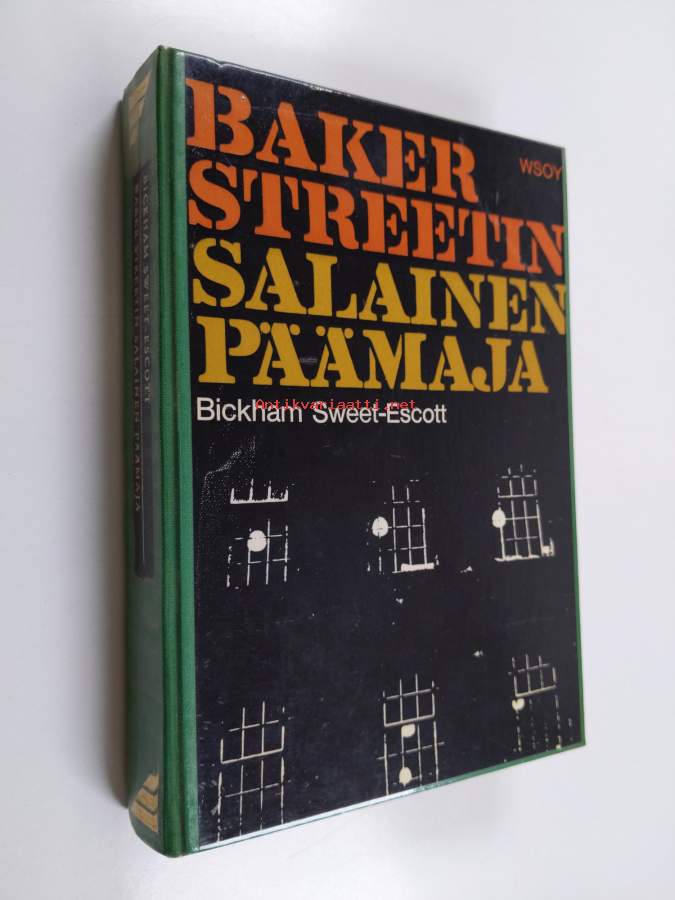 BAKER
STREETIN
SALAINEN
PÄÄMAJA
WSOY
Bickham Sweet-Escott
Antikvariaatti.net
BICKHAM SWEET-ESCOTT
BAKER STREETIN SALAINEN PÄÄMAJA